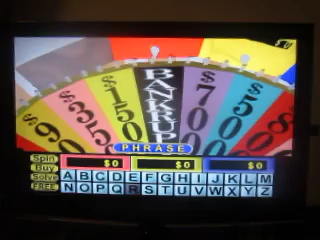 $900
$350
$150
BANKRUPT
$700
$500
PHRASE
Spin $0 $0 $0
Buy
Solve A B C D E F G H I J K L M
FREE N O P Q R S T U V W X Y Z